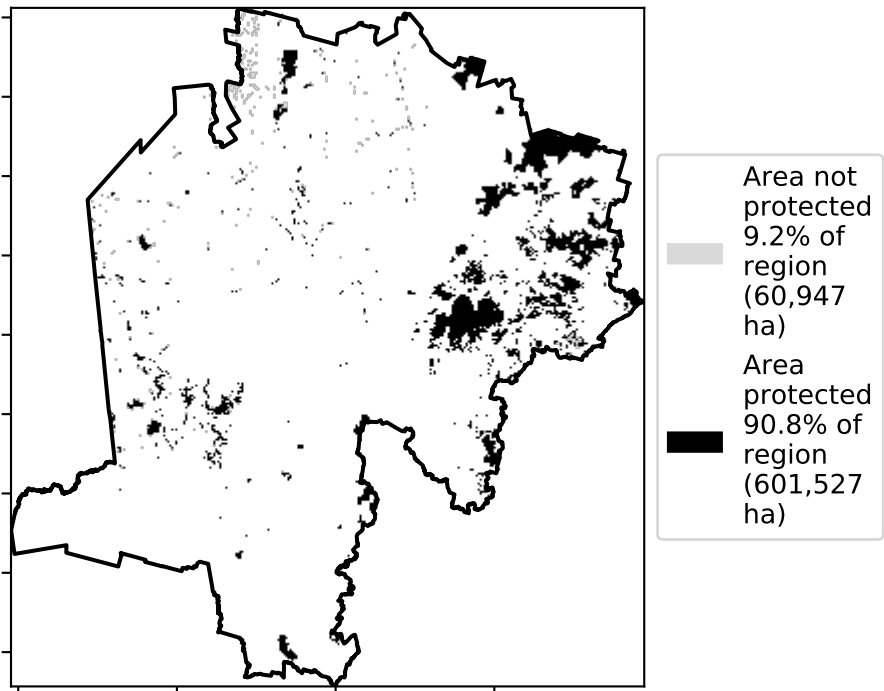 Area not
protected
9.2% of
region
(60,947
ha)
Area
protected
90.8% of
region
(601,527
ha)